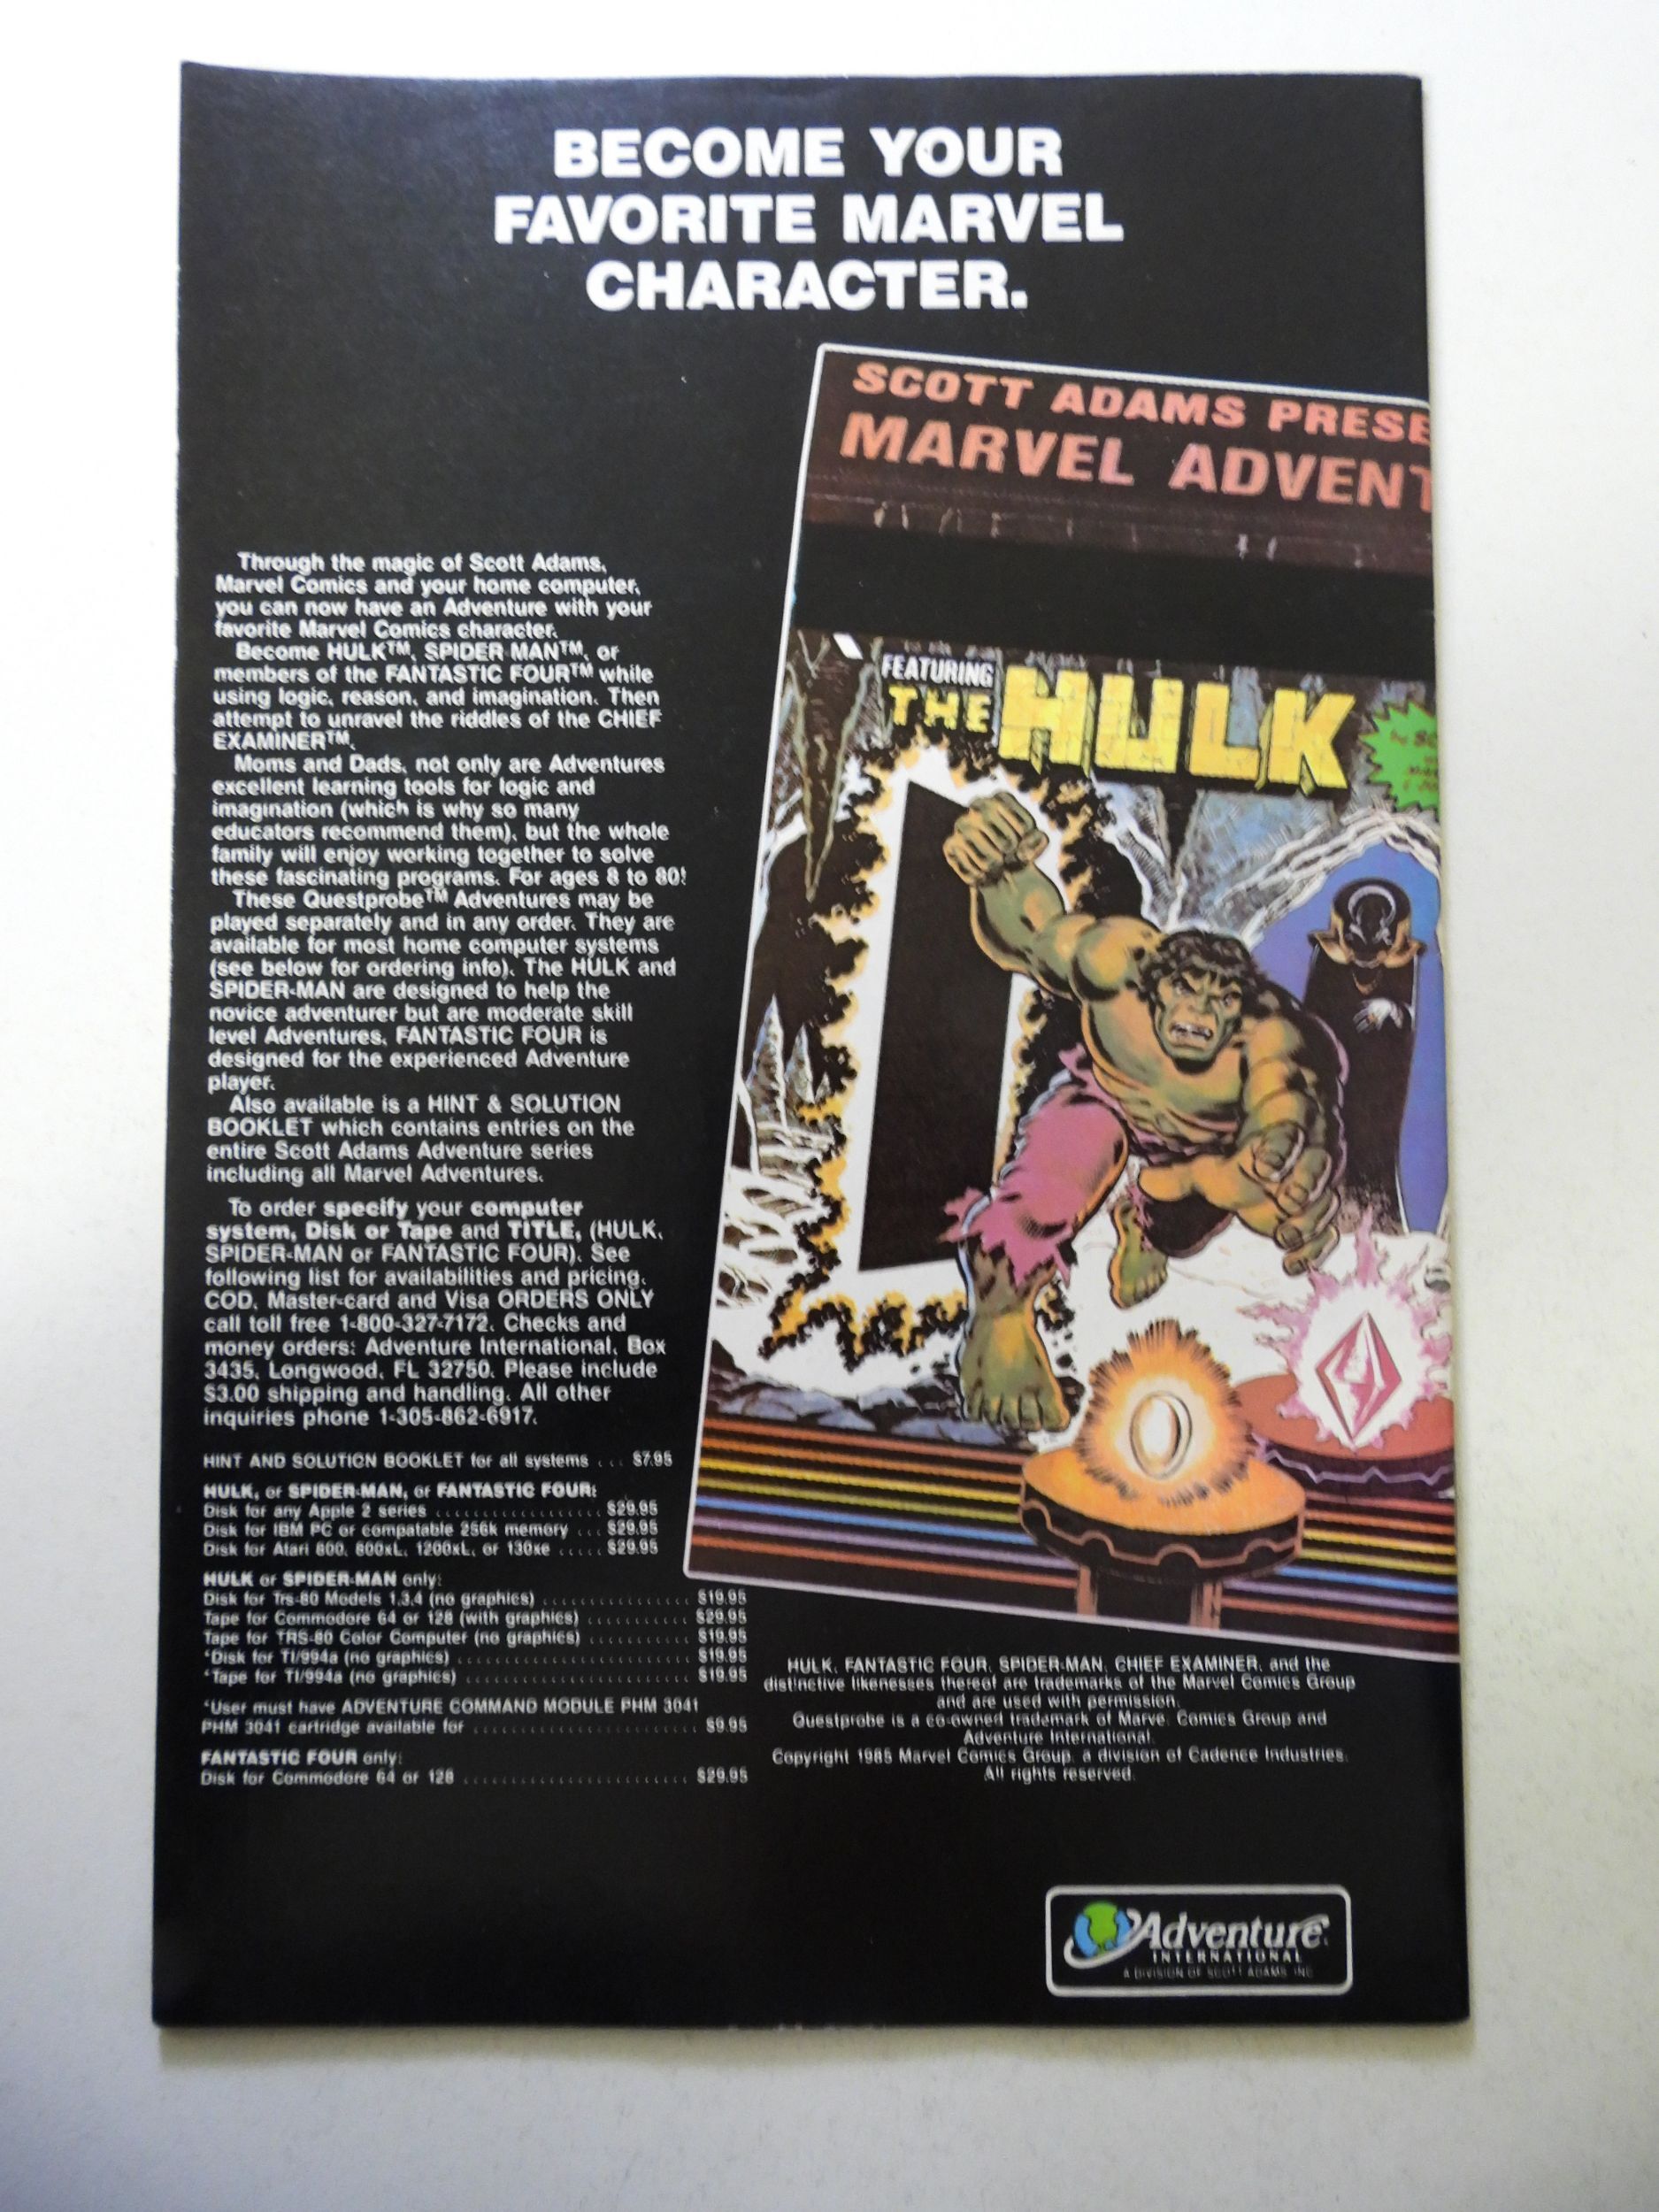 BECOME YOUR
FAVORITE MARVEL
CHARACTER.
SCOTT ADAMS PRESE
MARVEL ADVENT
FEATURING
THE HULK
Through the magic of Scott Adams,
Marvel Comics and your home computer,
you can now have an Adventure with your
favorite Marvel Comics character.
Become HULK™, SPIDER-MAN™, or
members of the FANTASTIC FOUR™ while
using logic, reason, and imagination. Then
attempt to unravel the riddles of the CHIEF
EXAMINER™.
Moms and Dads, not only are Adventures
excellent learning tools for logic and
imagination (which is why so many
educators recommend them), but the whole
family will enjoy working together to solve
these fascinating programs. For ages 8 to 80!
These Questprobe™ Adventures may be
played separately and in any order. They are
available for most home computer systems
(see below for ordering info). The HULK and
SPIDER-MAN are designed to help the
novice adventurer but are moderate skill
level Adventures, FANTASTIC FOUR is
designed for the experienced Adventure
player.
Also available is a HINT & SOLUTION
BOOKLET which contains entries on the
entire Scott Adams Adventure series
including all Marvel Adventures.
To order specify your computer
system, Disk or Tape and TITLE, (HULK,
SPIDER-MAN or FANTASTIC FOUR). See
following list for availabilities and pricing.
COD, Master-card and Visa ORDERS ONLY
call toll free 1-800-327-7172. Checks and
money orders: Adventure International, Box
3435, Longwood, FL 32750. Please include
$3.00 shipping and handling. All other
inquiries phone 1-305-862-6917.
HINT AND SOLUTION BOOKLET for all systems ... $7.95
HULK, or SPIDER-MAN, or FANTASTIC FOUR:
Disk for any Apple 2 series .................. $29.95
Disk for IBM PC or compatable 256k memory ... $29.95
Disk for Atari 800, 800xL, 1200xL, or 130xe ..... $29.95
HULK or SPIDER-MAN only:
Disk for Trs-80 Models 1,3,4 (no graphics) ................ $19.95
Tape for Commodore 64 or 128 (with graphics) ........... $29.95
Tape for TRS-80 Color Computer (no graphics) ........... $19.95
*Disk for TI/994a (no graphics) ......................... $19.95
*Tape for TI/994a (no graphics) ......................... $19.95
*User must have ADVENTURE COMMAND MODULE PHM 3041
PHM 3041 cartridge available for ........................ $9.95
FANTASTIC FOUR only:
Disk for Commodore 64 or 128 ......................... $29.95
HULK, FANTASTIC FOUR, SPIDER-MAN, CHIEF EXAMINER, and the
distinctive likenesses thereof are trademarks of the Marvel Comics Group
and are used with permission.
Questprobe is a co-owned trademark of Marvel Comics Group and
Adventure International.
Copyright 1985 Marvel Comics Group, a division of Cadence Industries.
All rights reserved.
Adventure
INTERNATIONAL
A DIVISION OF SCOTT ADAMS, INC.